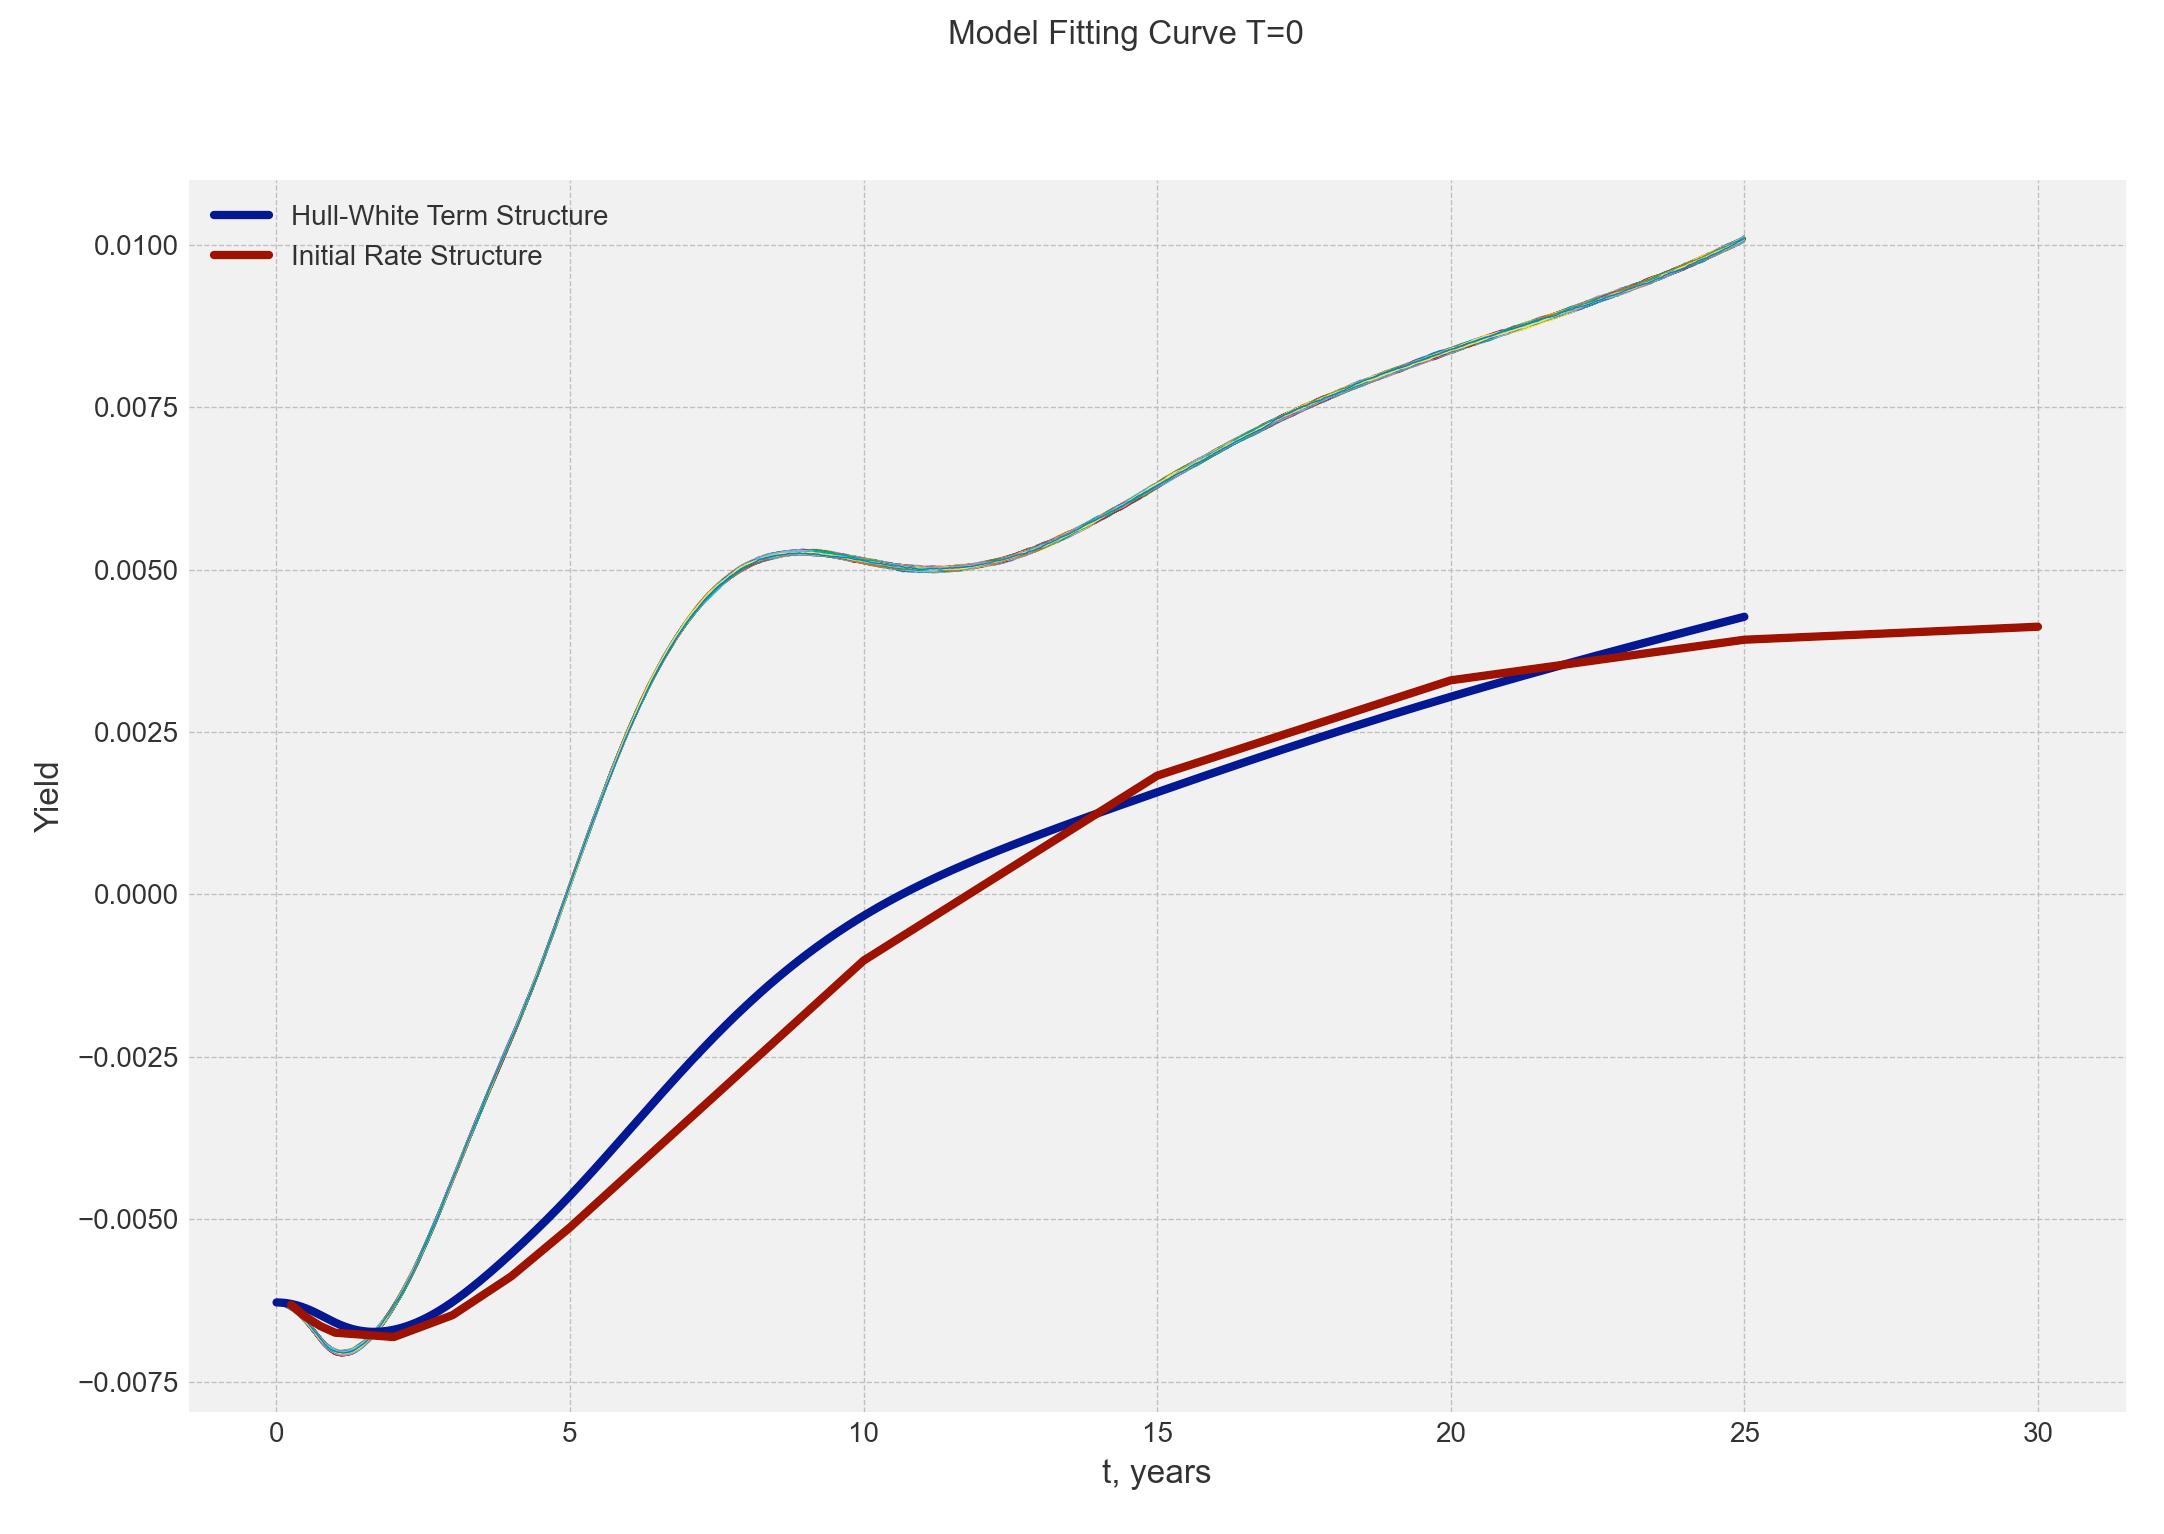 Model Fitting Curve T=0
Hull-White Term Structure
Initial Rate Structure
0.0100
0.0075
0.0050
0.0025
0.0000
−0.0025
−0.0050
−0.0075
Yield
0 5 10 15 20 25 30
t, years